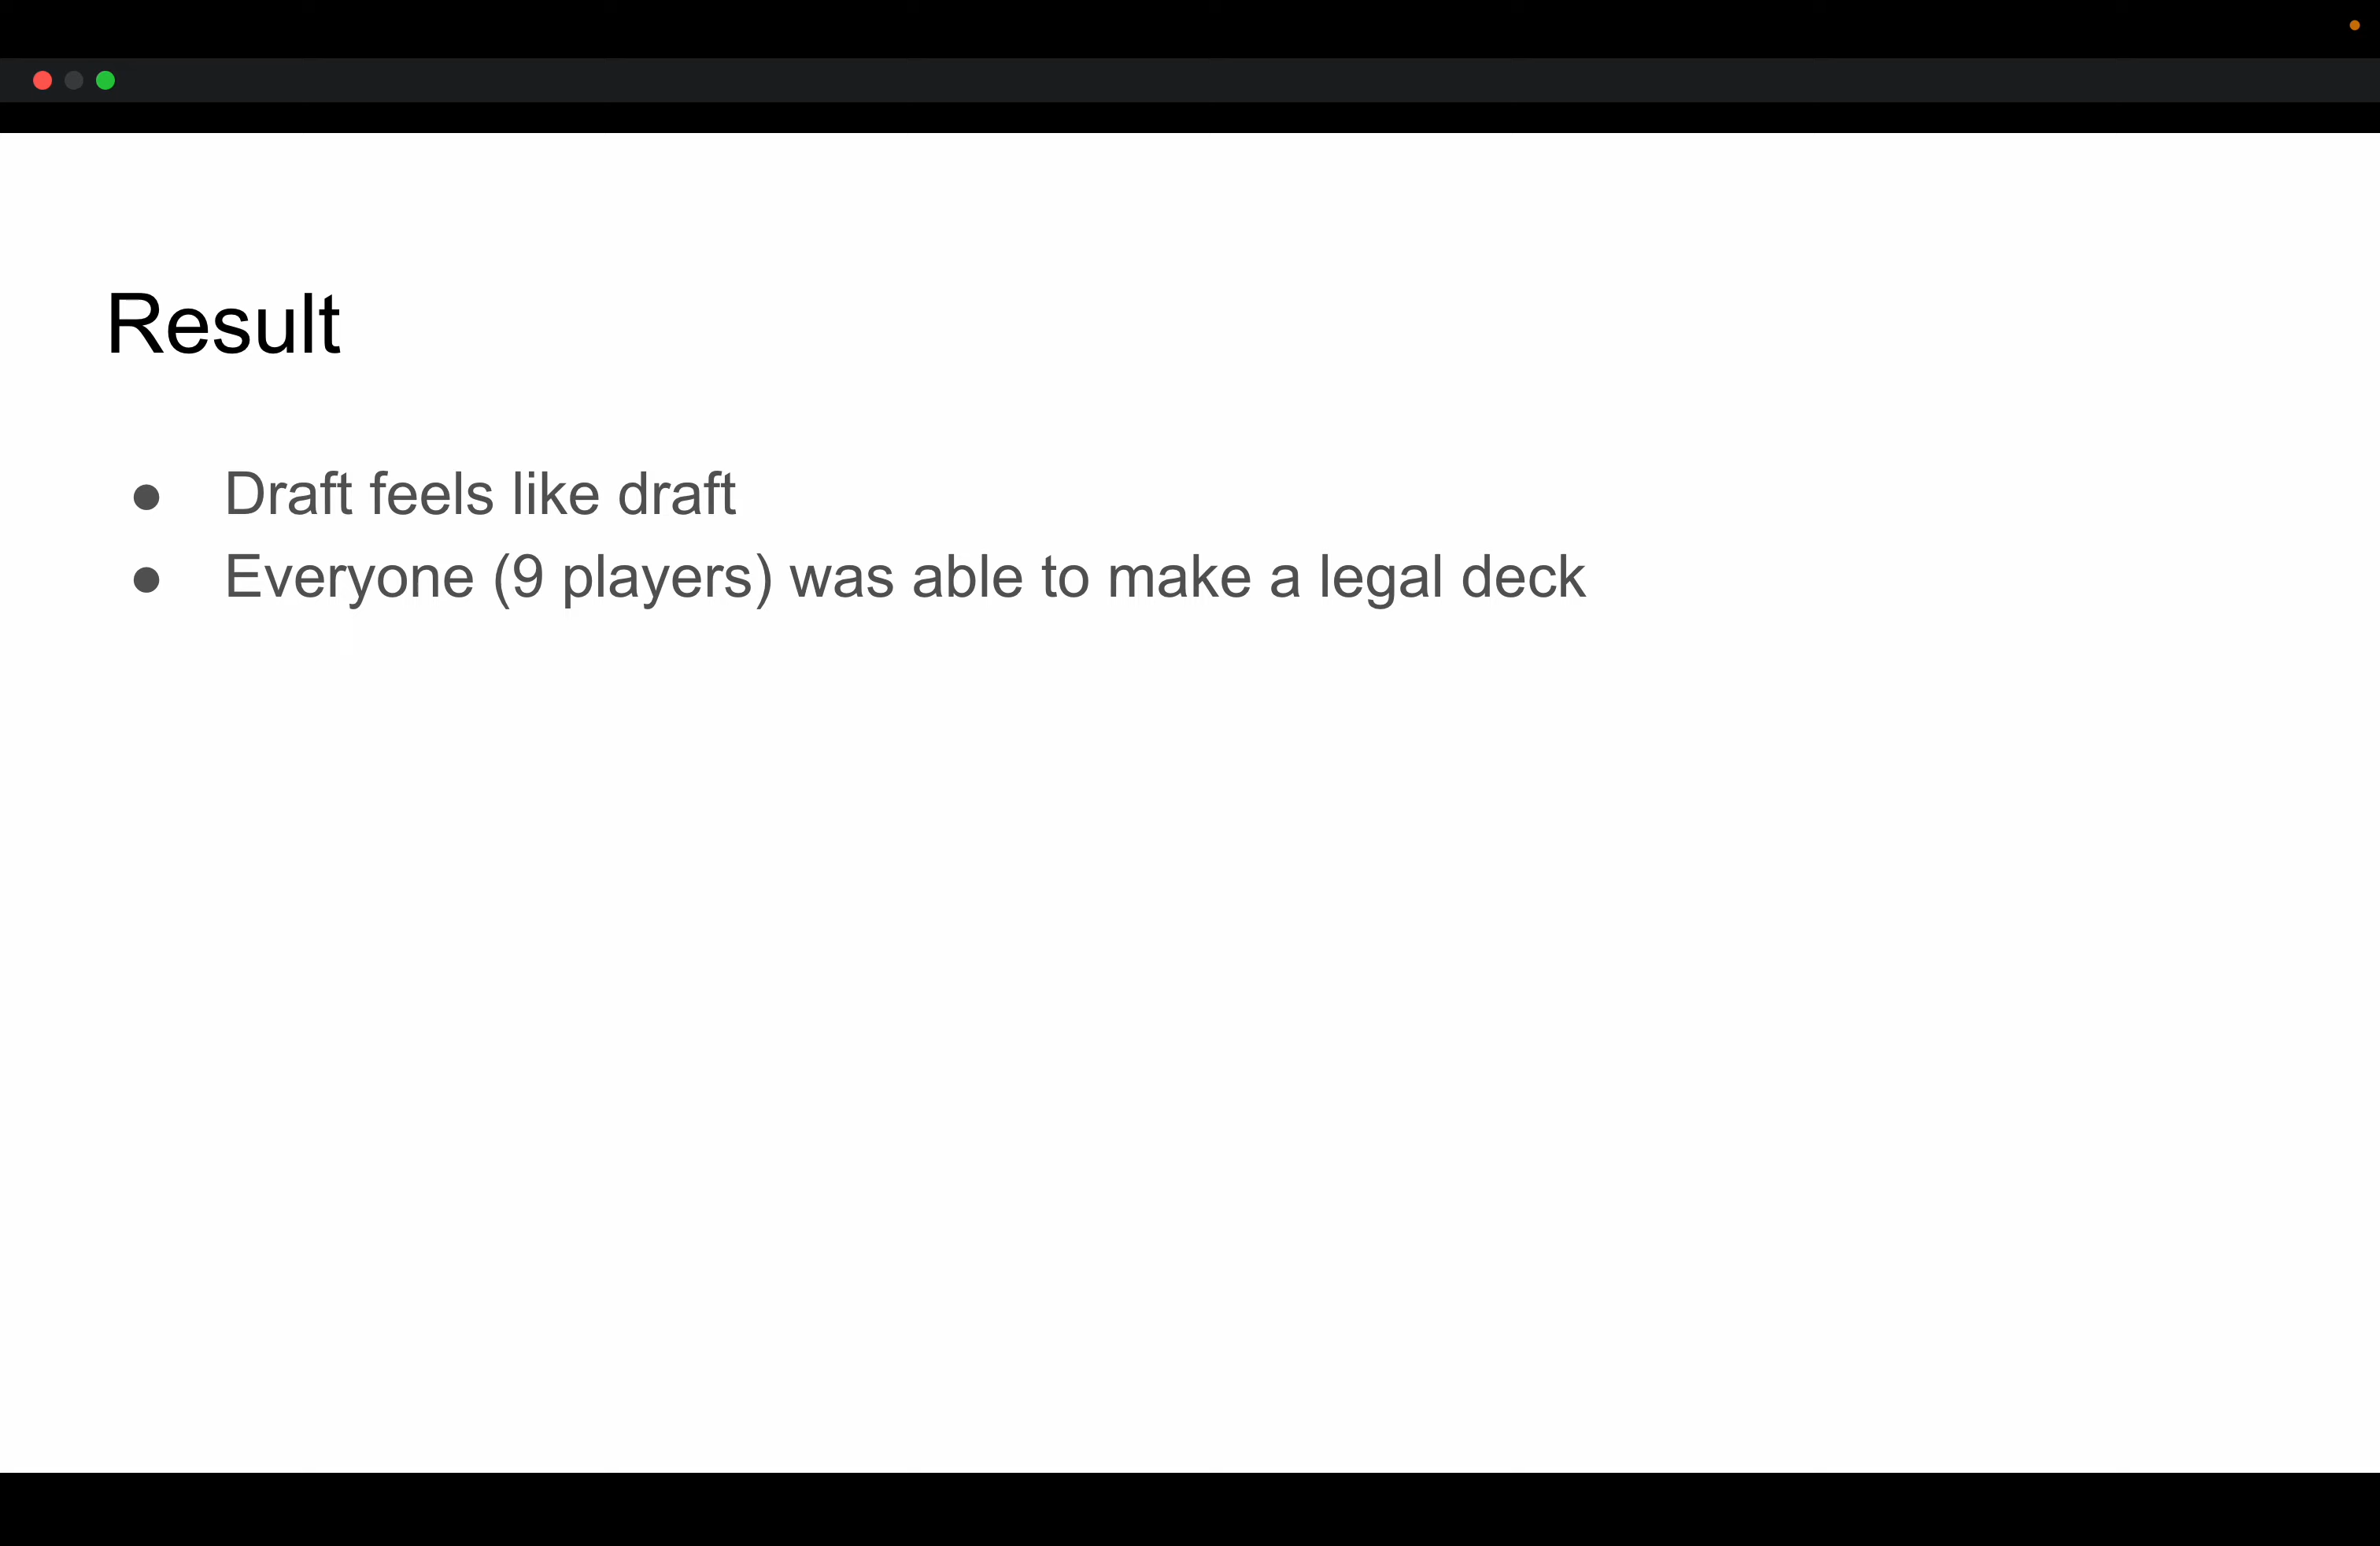 Result
● Draft feels like draft
● Everyone (9 players) was able to make a legal deck